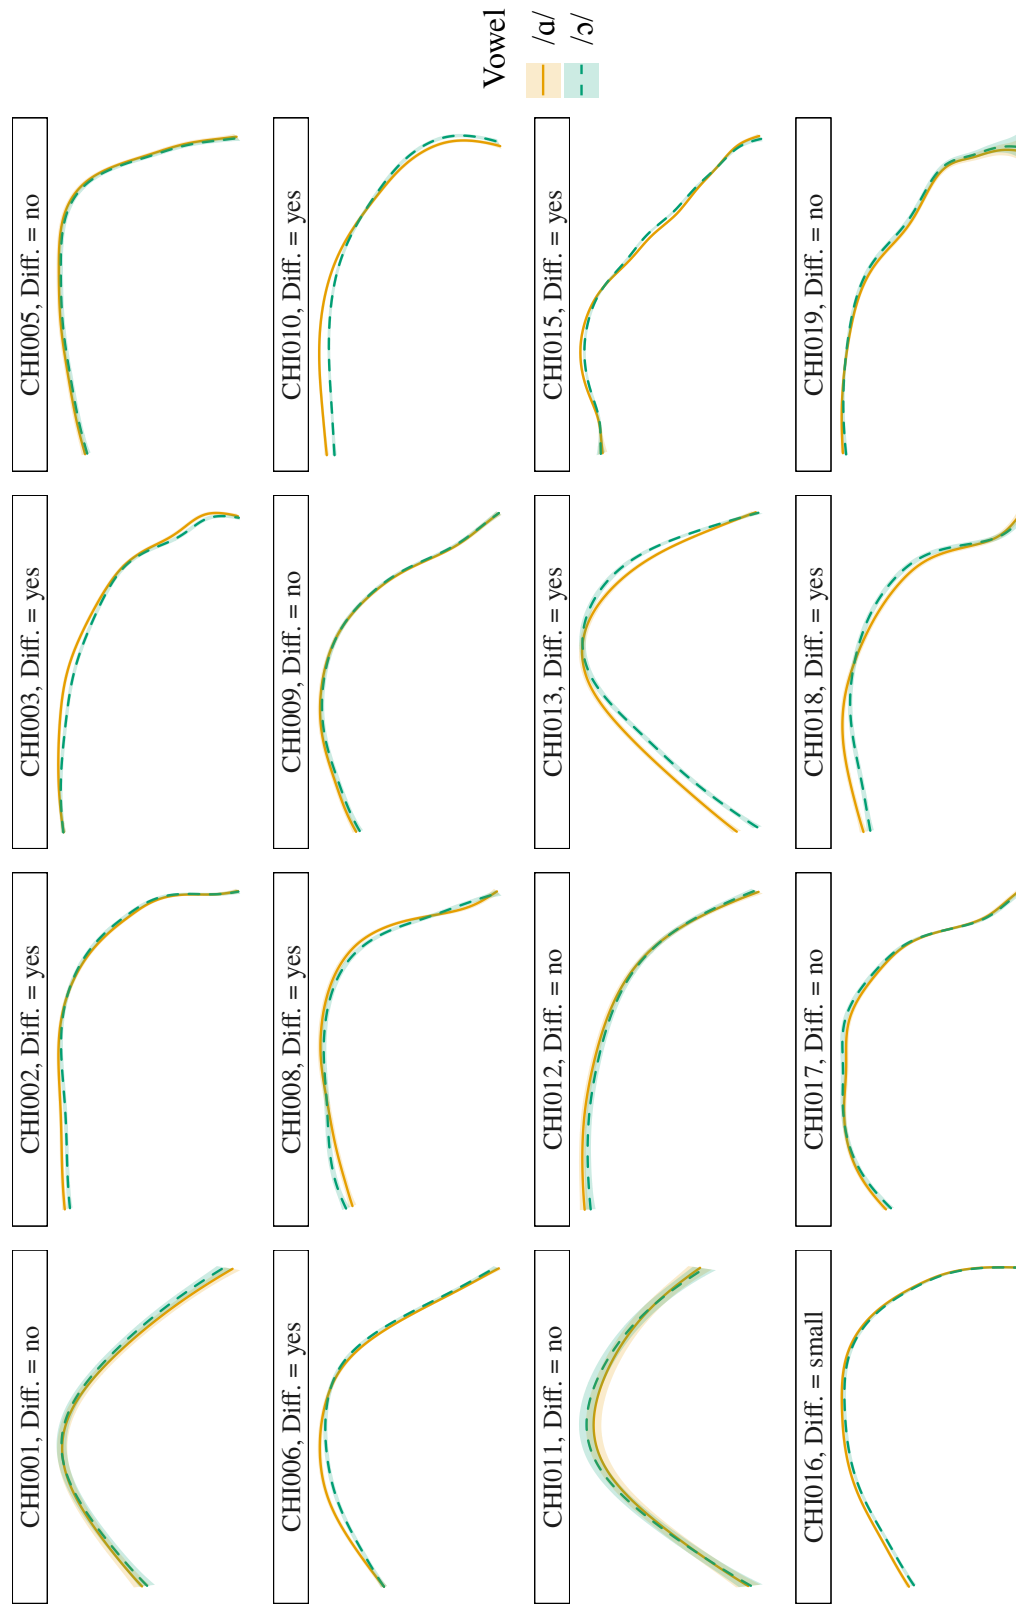 CHI001, Diff. = no
CHI002, Diff. = yes
CHI003, Diff. = yes
CHI005, Diff. = no
CHI006, Diff. = yes
CHI008, Diff. = yes
CHI009, Diff. = no
CHI010, Diff. = yes
CHI011, Diff. = no
CHI012, Diff. = no
CHI013, Diff. = yes
CHI015, Diff. = yes
CHI016, Diff. = small
CHI017, Diff. = no
CHI018, Diff. = yes
CHI019, Diff. = no
Vowel
/ɑ/
/ɔ/